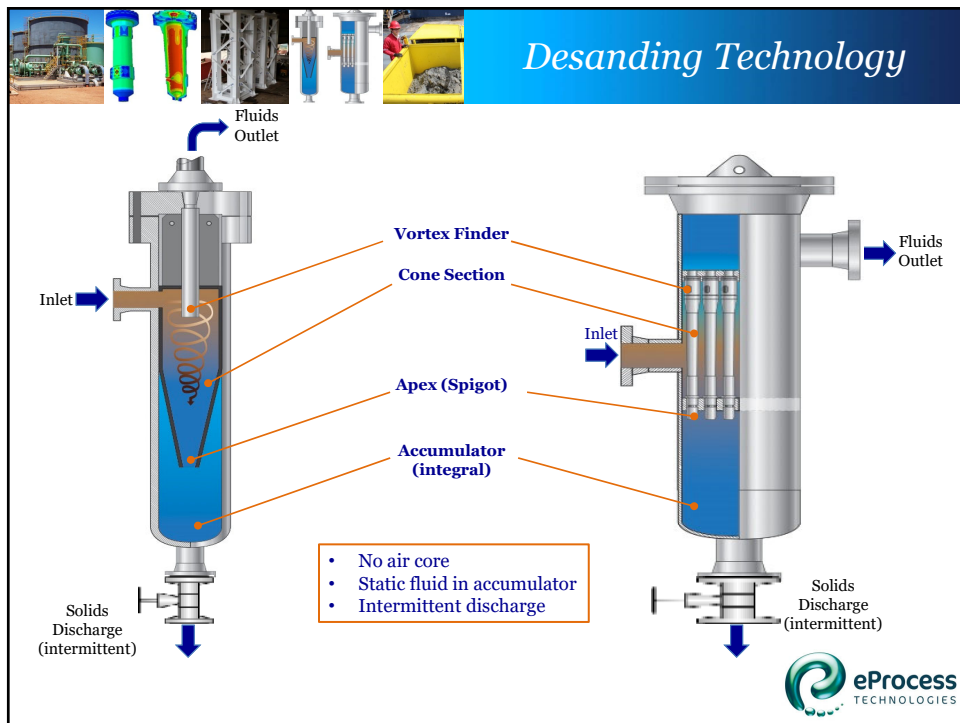 Desanding Technology
Fluids
Outlet
Vortex Finder
Cone Section
Inlet
Apex (Spigot)
Accumulator
(integral)
• No air core
• Static fluid in accumulator
• Intermittent discharge
Solids
Discharge
(intermittent)
Fluids
Outlet
Inlet
Solids
Discharge
(intermittent)
eProcess
TECHNOLOGIES